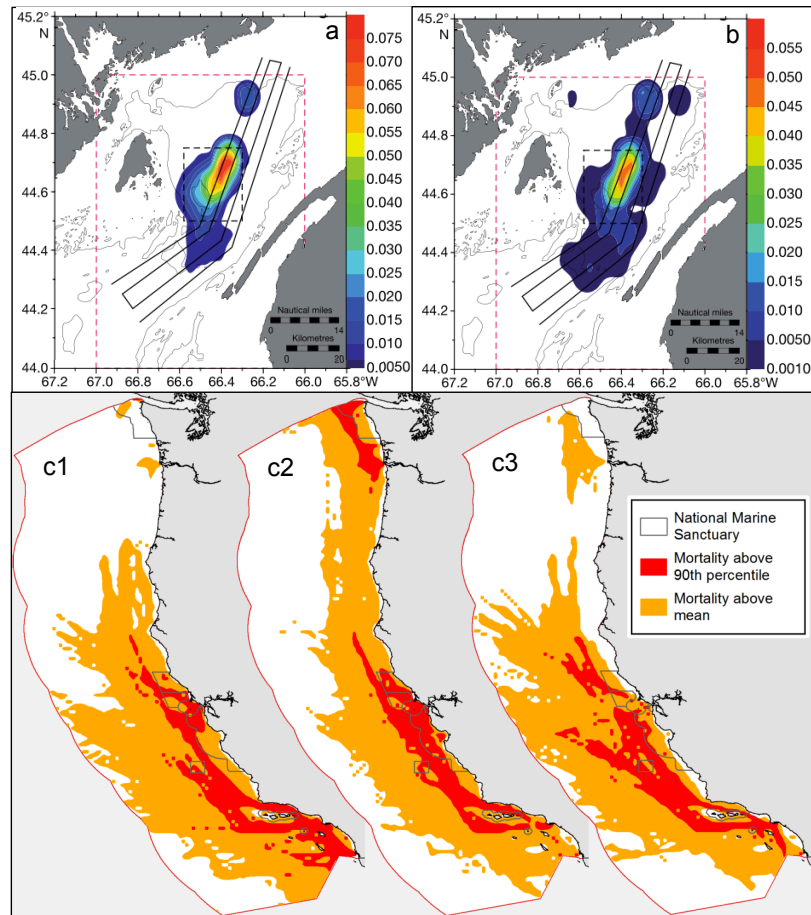 45.2°
N
45.0
44.8
44.6
44.4
44.2
44.0
67.2 67.0 66.8 66.6 66.4 66.2 66.0 65.8°W
a
Nautical miles
0 14
Kilometres
0 20
0.075
0.070
0.065
0.060
0.055
0.050
0.045
0.040
0.035
0.030
0.025
0.020
0.015
0.010
0.0050
45.2°
N
45.0
44.8
44.6
44.4
44.2
44.0
67.2 67.0 66.8 66.6 66.4 66.2 66.0 65.8°W
b
Nautical miles
0 14
Kilometres
0 20
0.055
0.050
0.045
0.040
0.035
0.030
0.025
0.020
0.015
0.010
0.0050
0.0010
c1
c2
c3
National Marine
Sanctuary
Mortality above
90th percentile
Mortality above
mean